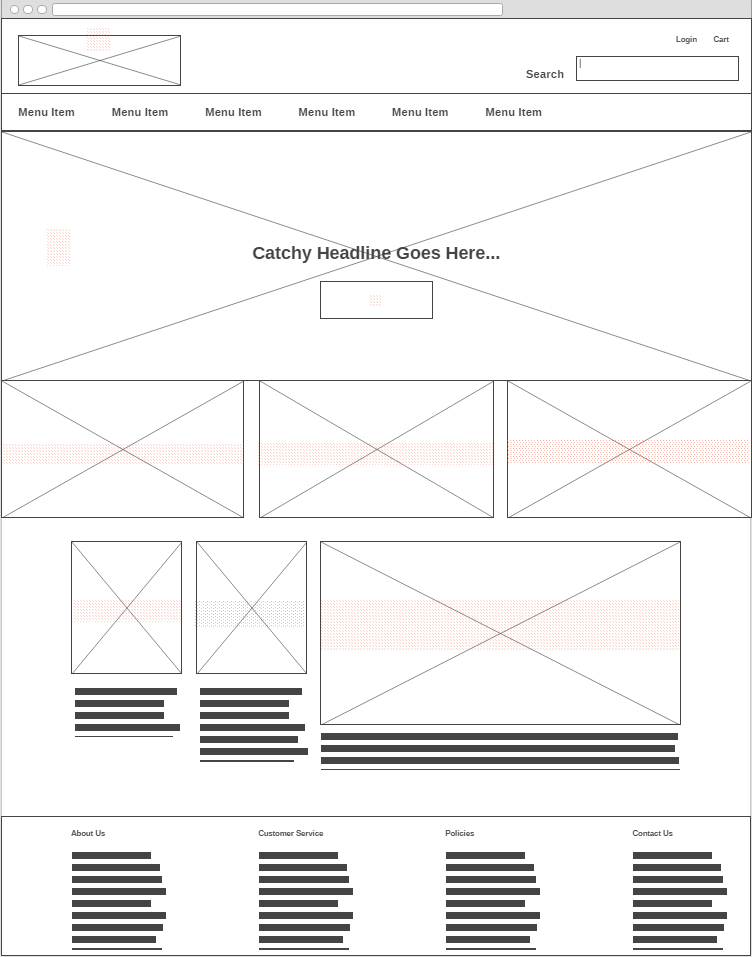 Login Cart
Search
Menu Item Menu Item Menu Item Menu Item Menu Item Menu Item
Catchy Headline Goes Here...
About Us Customer Service Policies Contact Us